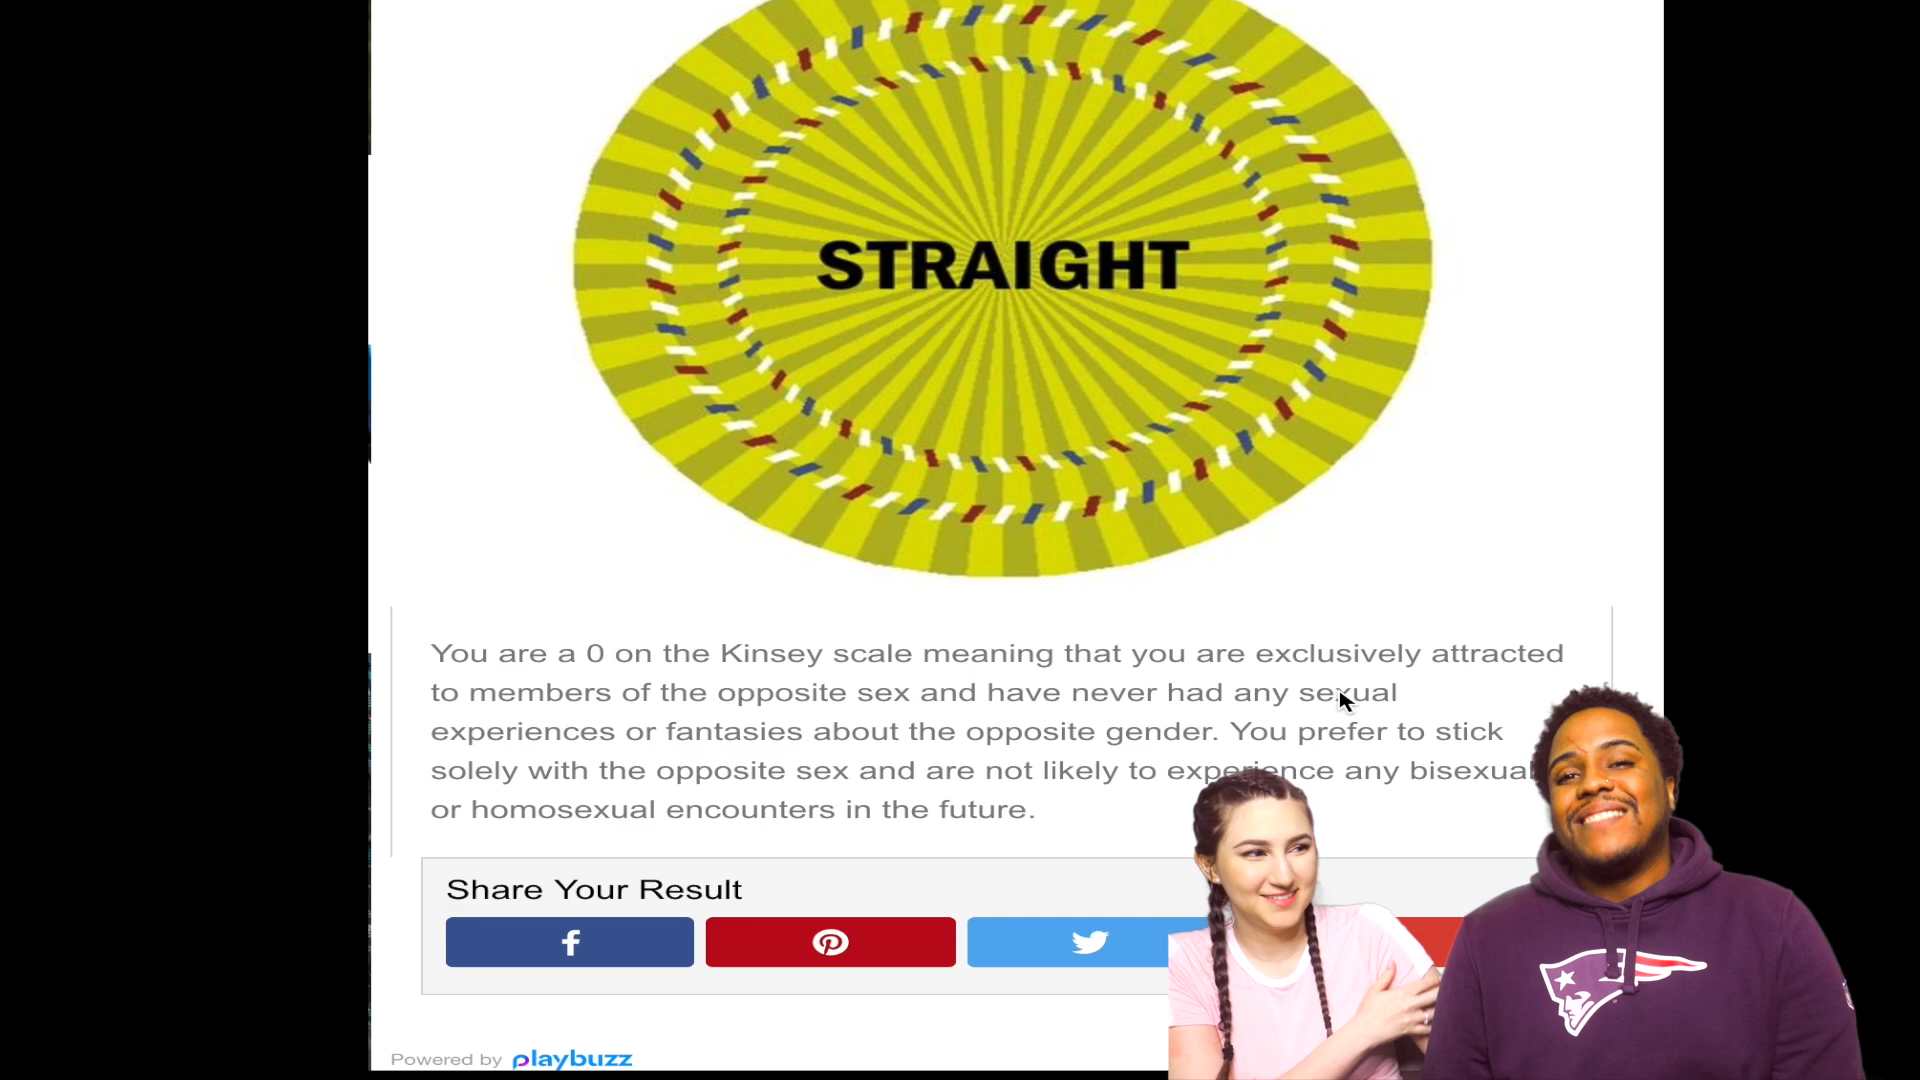 STRAIGHT
You are a 0 on the Kinsey scale meaning that you are exclusively attracted
to members of the opposite sex and have never had any sexual
experiences or fantasies about the opposite gender. You prefer to stick
solely with the opposite sex and are not likely to experience any bisexual
or homosexual encounters in the future.
Share Your Result
Powered by playbuzz